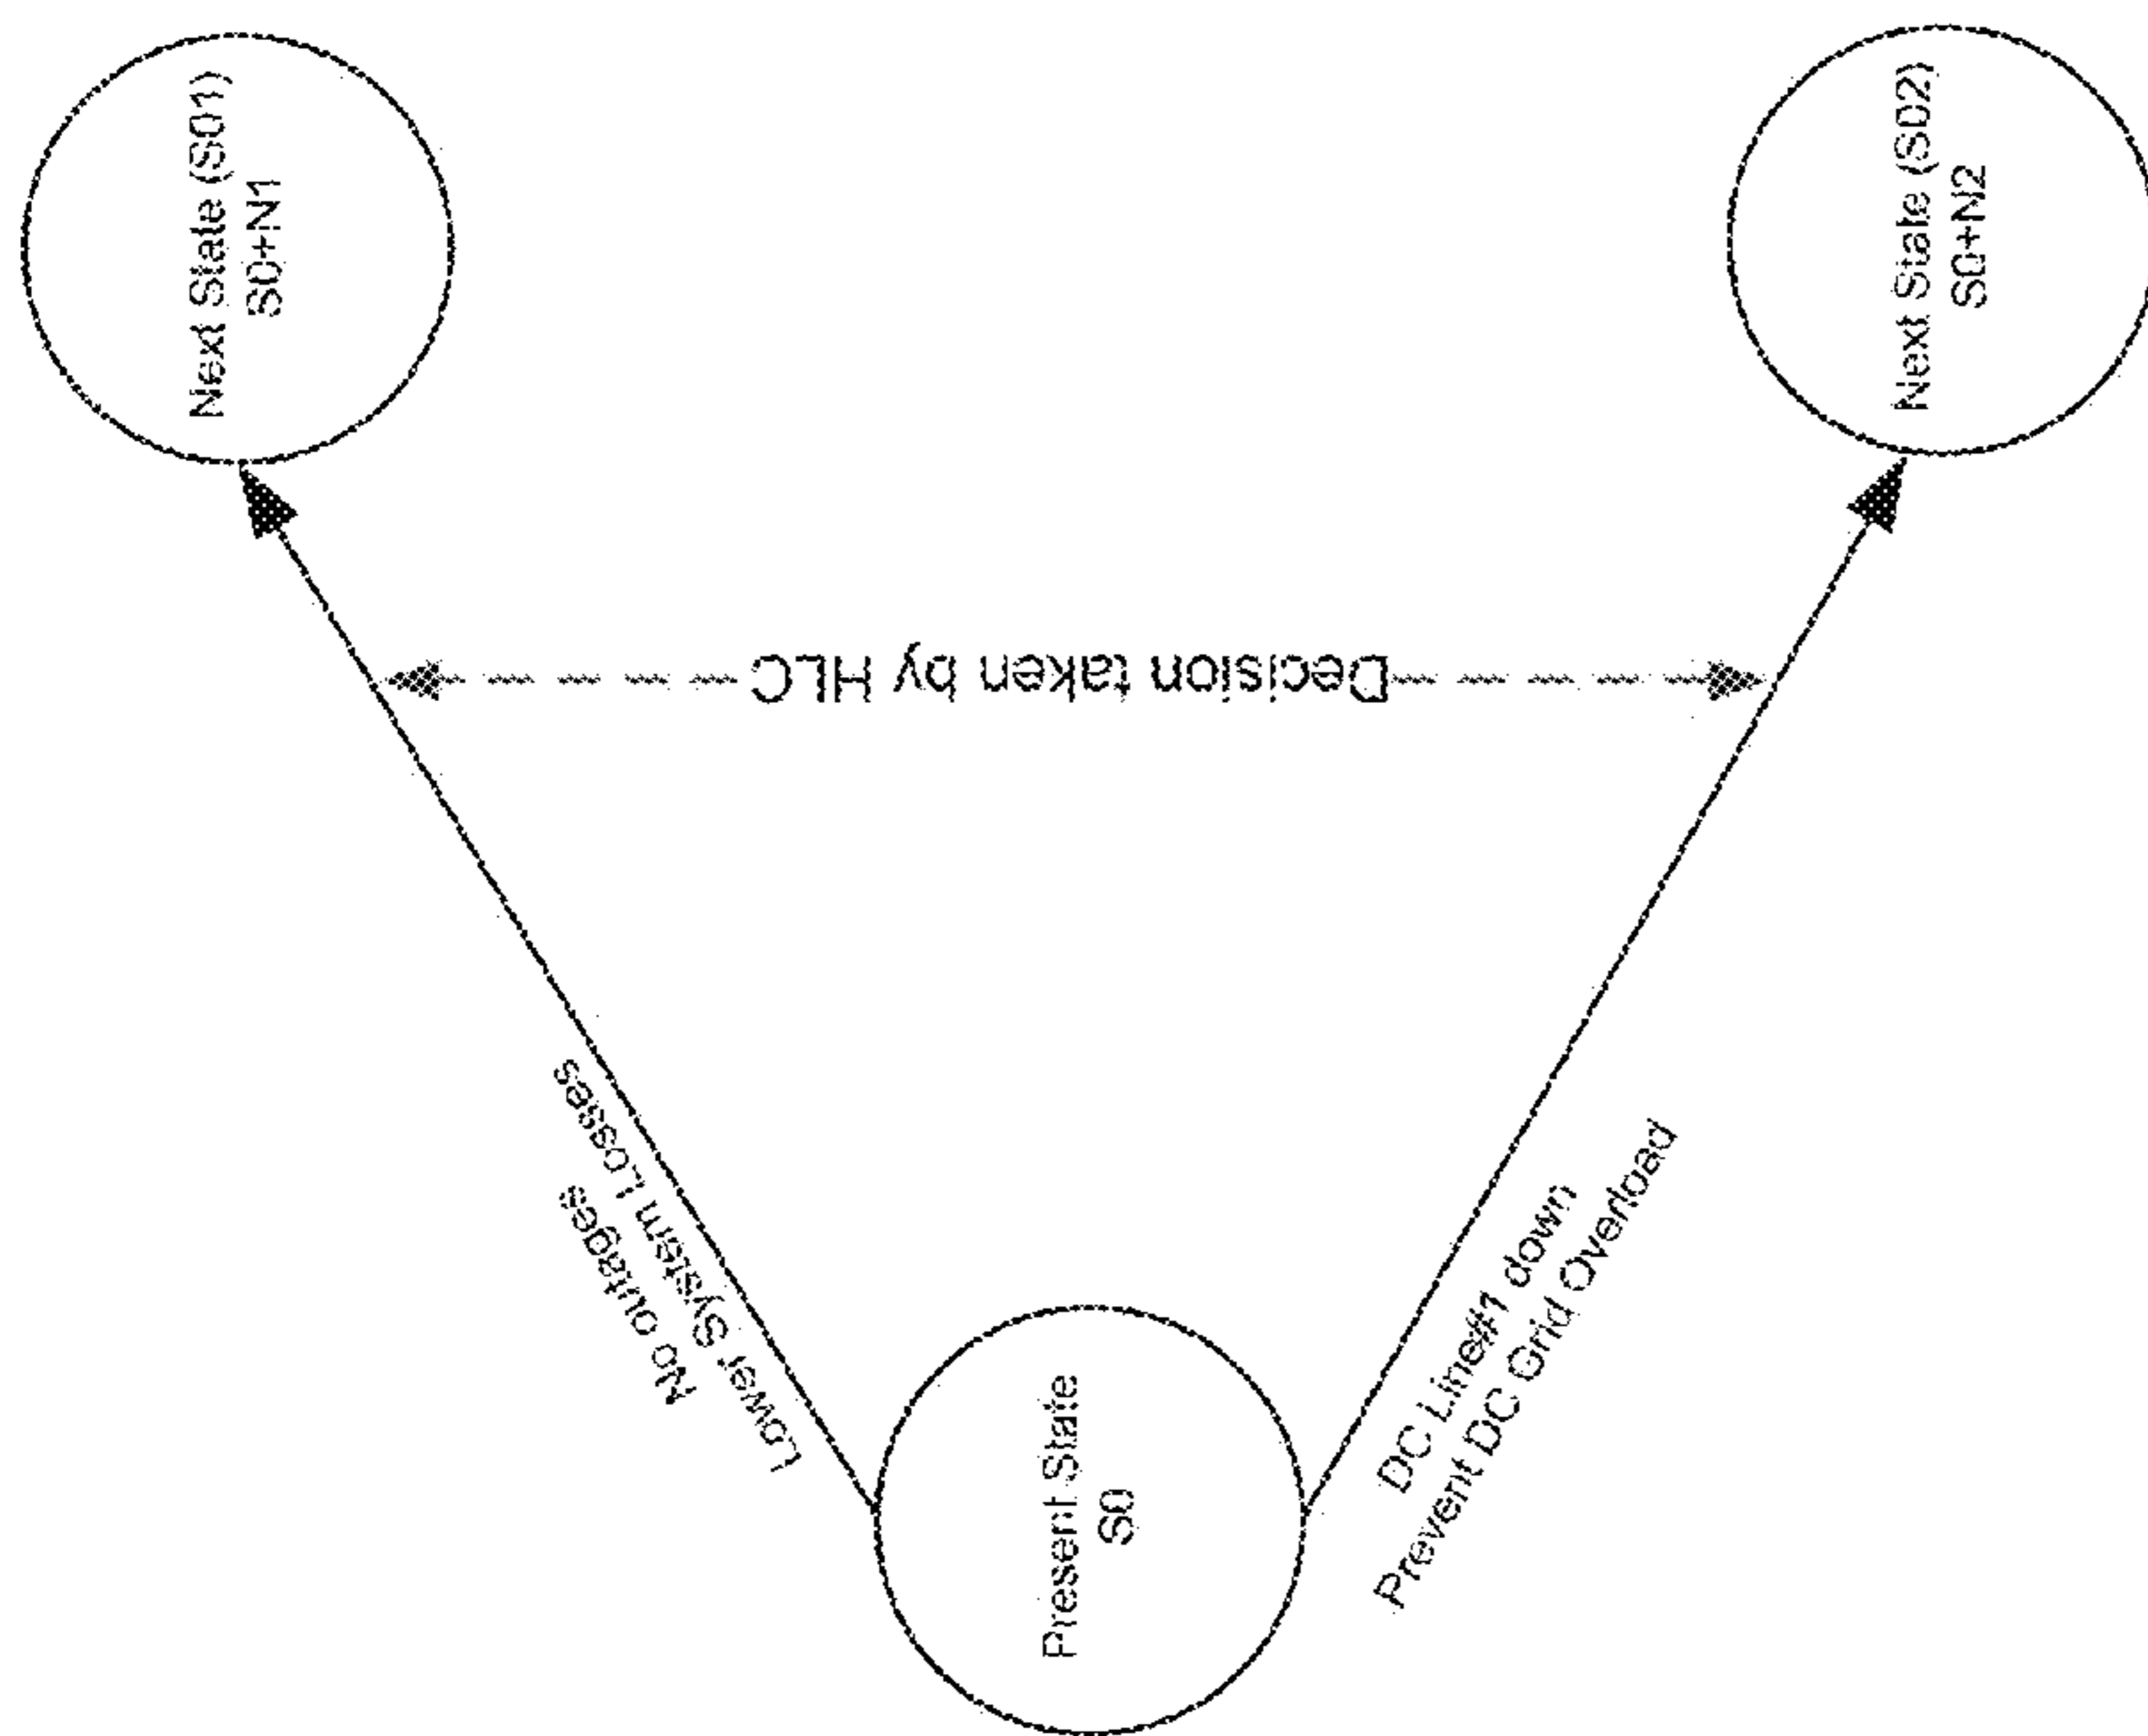 Next State (S01)
S0+N1
Next State (S02)
S0+N2
Decision taken by HLC
No outages
Lower System Losses
DC Line#1 down
Prevent DC Grid Overload
Present State
S0